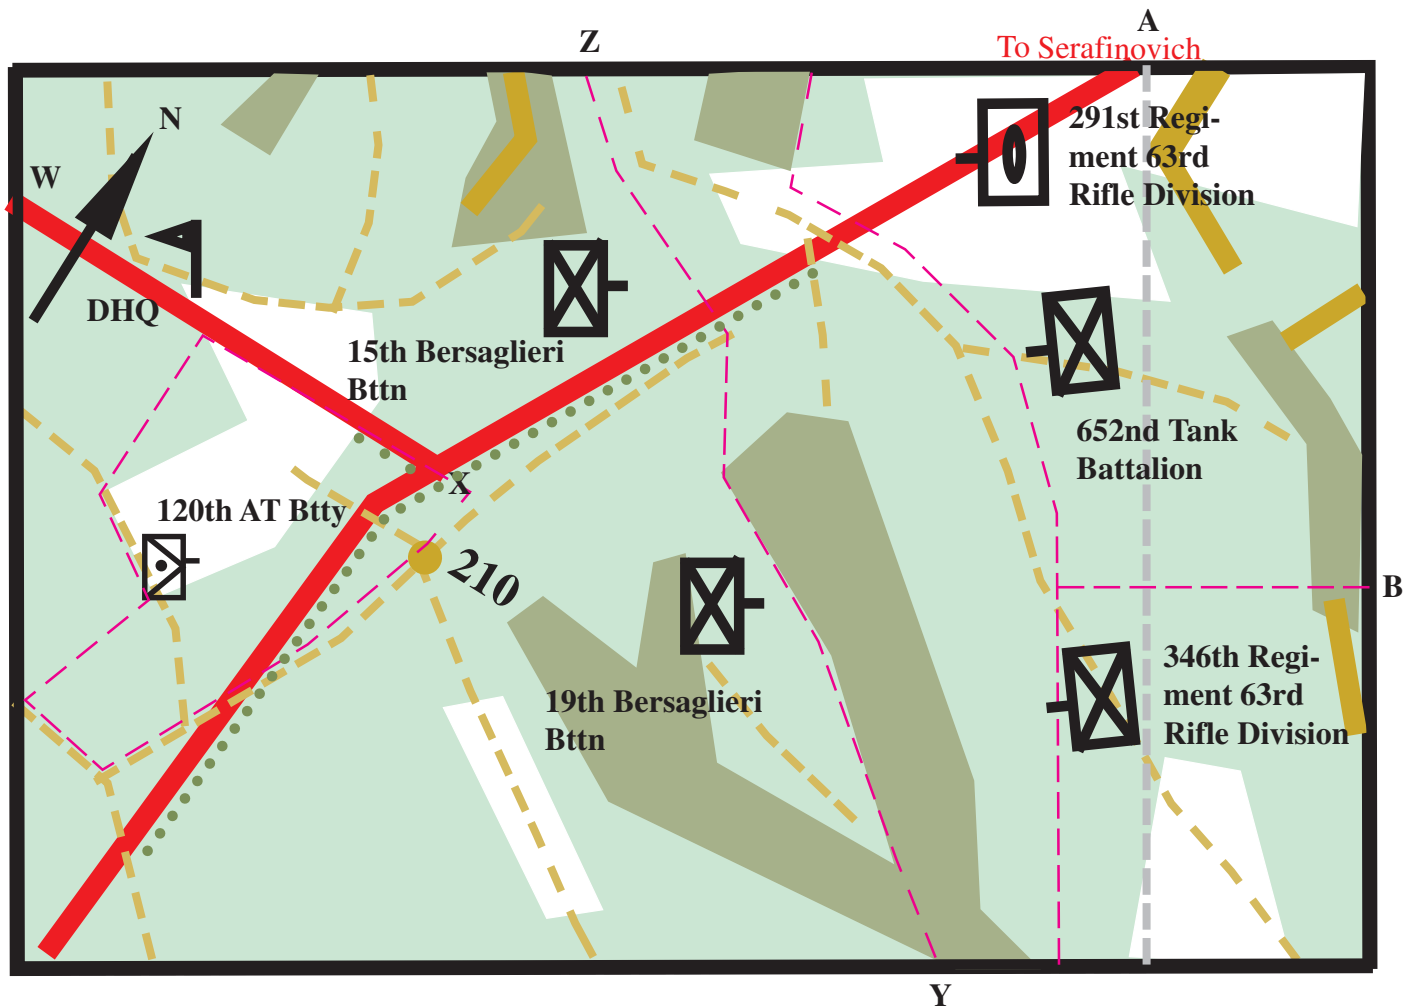 A
Z
To Serafinovich
N
W
291st Regi-
ment 63rd
Rifle Division
DHQ
15th Bersaglieri
Bttn
652nd Tank
Battalion
X
120th AT Btty
210
B
346th Regi-
ment 63rd
Rifle Division
19th Bersaglieri
Bttn
Y